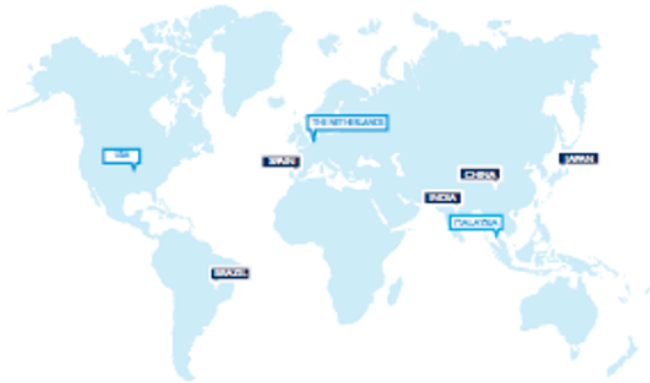 THE NETHERLANDS
USA
SPAIN
JAPAN
CHINA
INDIA
MALAYSIA
BRAZIL